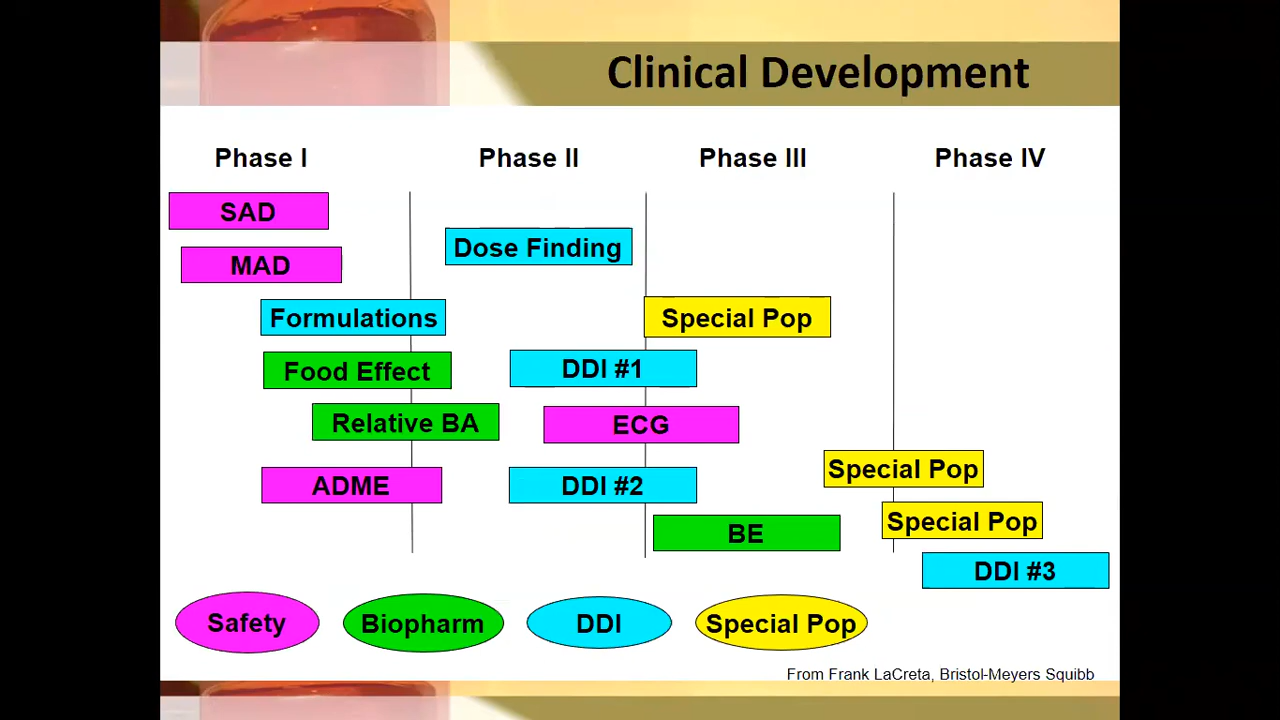 Clinical Development
Phase I
Phase II
Phase III
Phase IV
SAD
Dose Finding
MAD
Formulations
Special Pop
Food Effect
DDI #1
Relative BA
ECG
Special Pop
ADME
DDI #2
Special Pop
BE
DDI #3
Safety
Biopharm
DDI
Special Pop
From Frank LaCreta, Bristol-Meyers Squibb